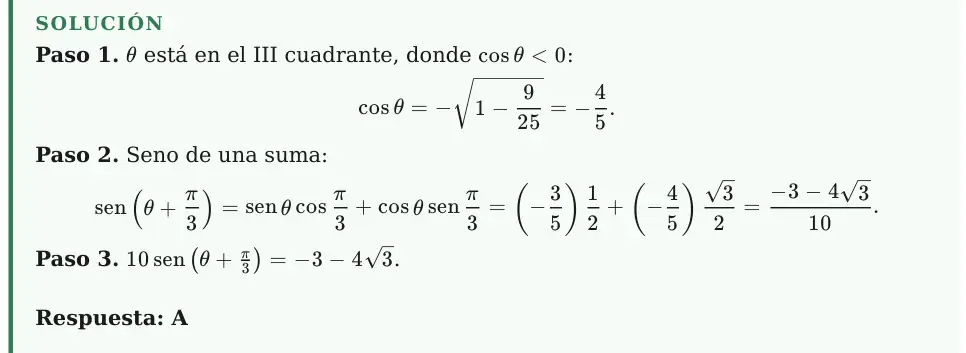 SOLUCIÓN
Paso 1. θ está en el III cuadrante, donde cos θ < 0:
cos θ = −√(1 − 9/25) = −4/5.
Paso 2. Seno de una suma:
sen(θ + π/3) = sen θ cos π/3 + cos θ sen π/3 = (−3/5) 1/2 + (−4/5) √3/2 = (−3 − 4√3)/10.
Paso 3. 10 sen(θ + π/3) = −3 − 4√3.
Respuesta: A